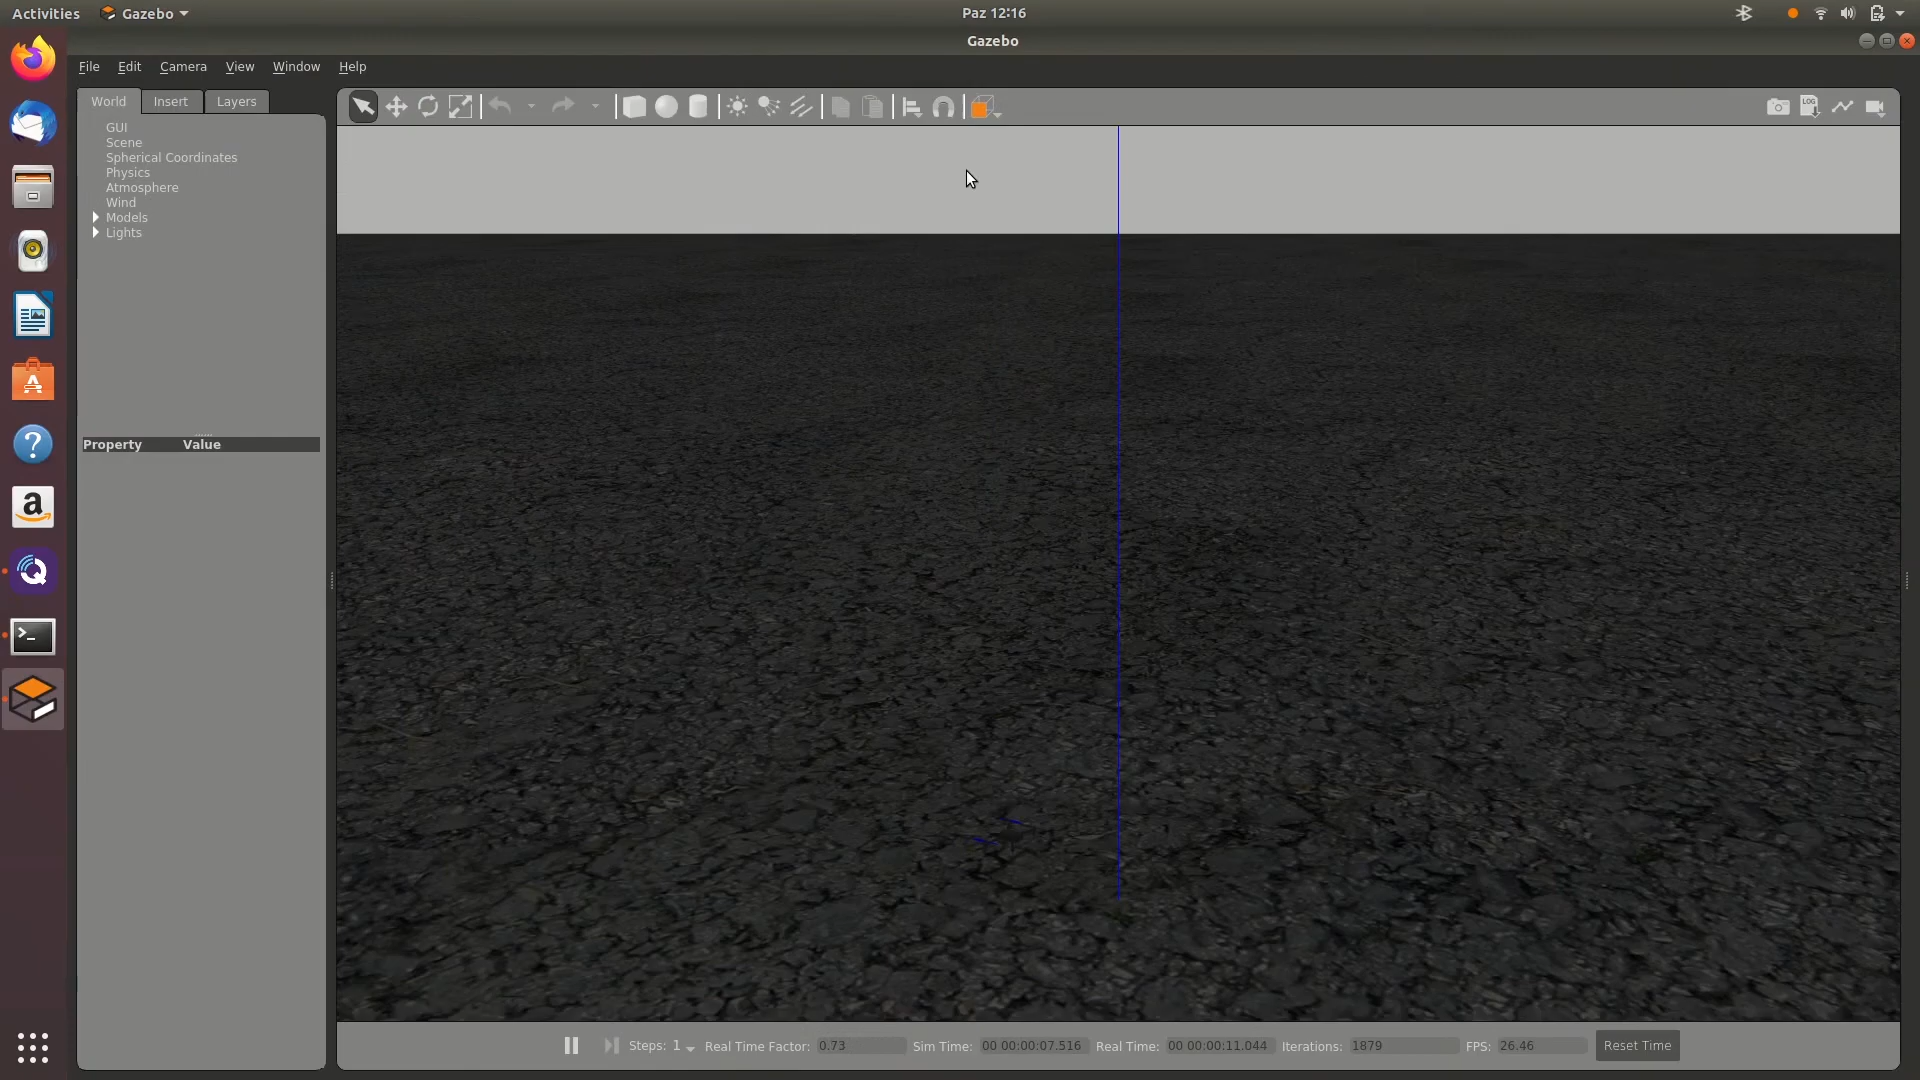 Activities Gazebo Paz 12:16
Gazebo
File Edit Camera View Window Help
World Insert Layers
GUI
Scene
Spherical Coordinates
Physics
Atmosphere
Wind
Models
Lights
Property Value
LOG
a
Steps: 1 Real Time Factor: 0.73 Sim Time: 00 00:00:07.516 Real Time: 00 00:00:11.044 Iterations: 1879 FPS: 26.46 Reset Time